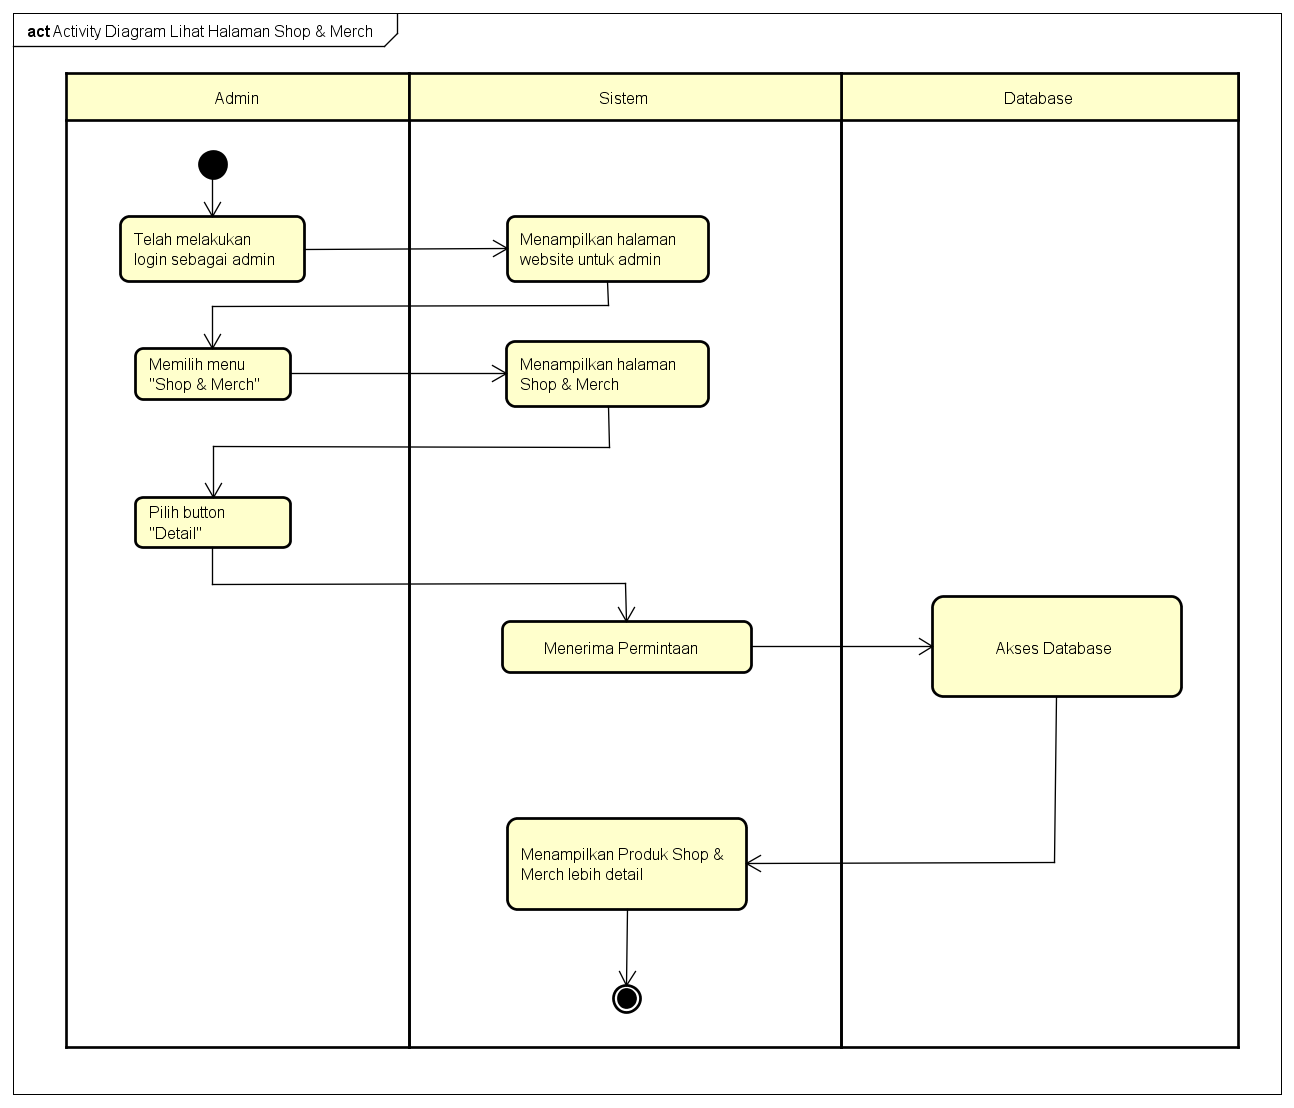 act Activity Diagram Lihat Halaman Shop & Merch
Admin
Sistem
Database
Telah melakukan
login sebagai admin
Menampilkan halaman
website untuk admin
Memilih menu
"Shop & Merch"
Menampilkan halaman
Shop & Merch
Pilih button
"Detail"
Menerima Permintaan
Akses Database
Menampilkan Produk Shop &
Merch lebih detail